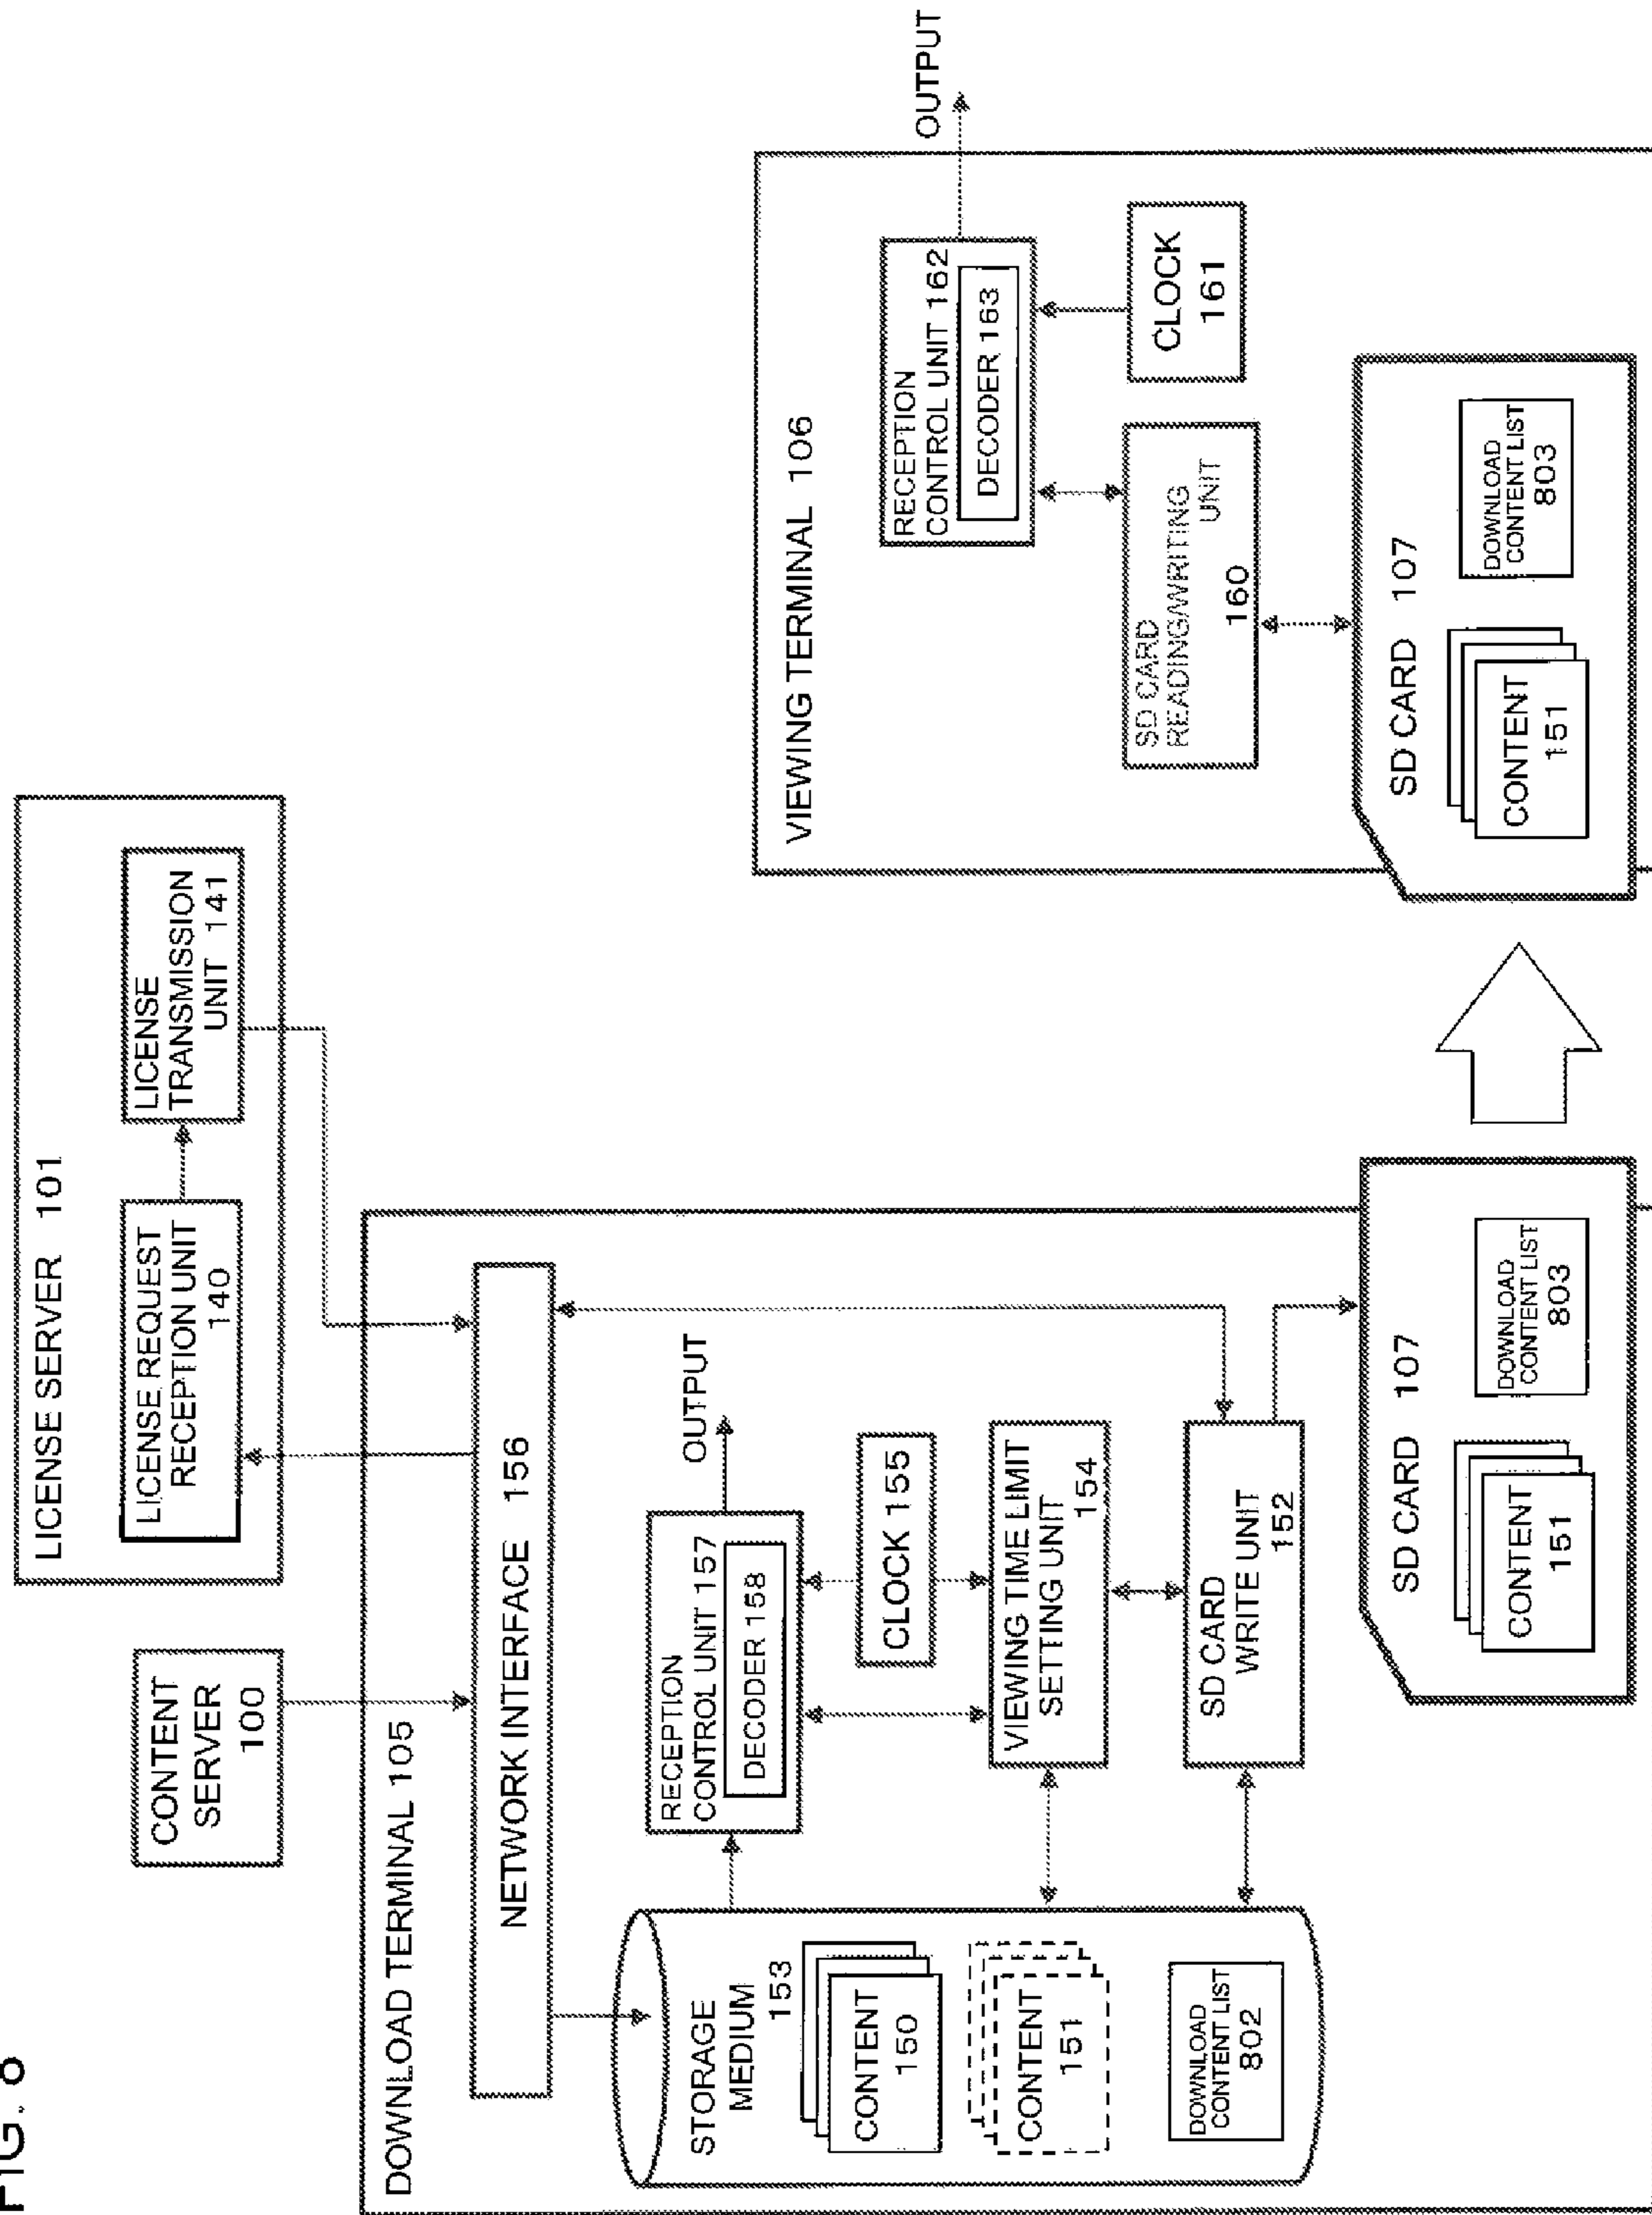 FIG. 8
CONTENT
SERVER
100
LICENSE SERVER 101
LICENSE REQUEST
RECEPTION UNIT
140
LICENSE
TRANSMISSION
UNIT 141
DOWNLOAD TERMINAL 105
NETWORK INTERFACE 156
STORAGE
MEDIUM
153
CONTENT
150
CONTENT
151
DOWNLOAD
CONTENT LIST
802
RECEPTION
CONTROL UNIT 157
DECODER 158
OUTPUT
CLOCK 155
VIEWING TIME LIMIT
SETTING UNIT
154
SD CARD
WRITE UNIT
152
SD CARD 107
CONTENT
151
DOWNLOAD
CONTENT LIST
803
VIEWING TERMINAL 106
RECEPTION
CONTROL UNIT 162
DECODER 163
OUTPUT
SD CARD
READING/WRITING
UNIT
160
CLOCK
161
SD CARD 107
CONTENT
151
DOWNLOAD
CONTENT LIST
803